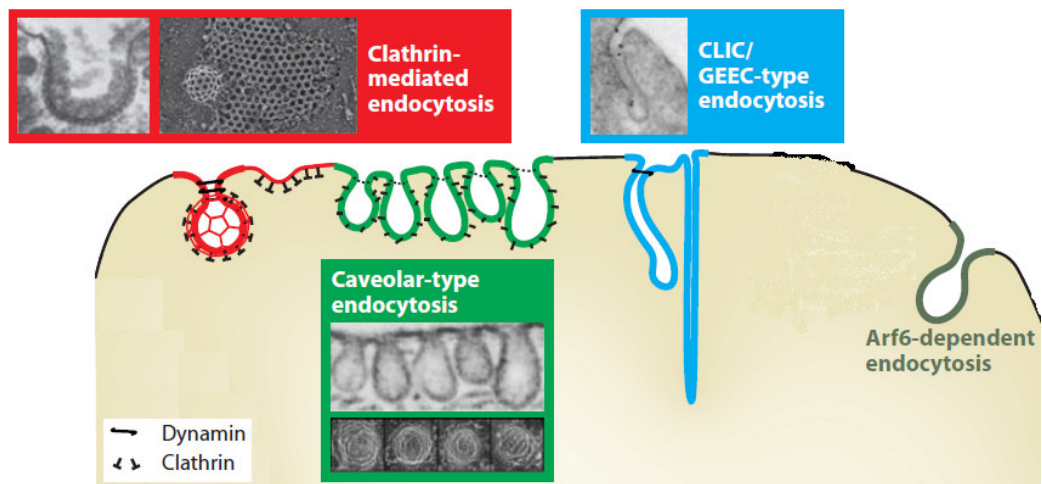 Clathrin-
mediated
endocytosis
CLIC/
GEEC-type
endocytosis
Caveolar-type
endocytosis
Arf6-dependent
endocytosis
Dynamin
Clathrin